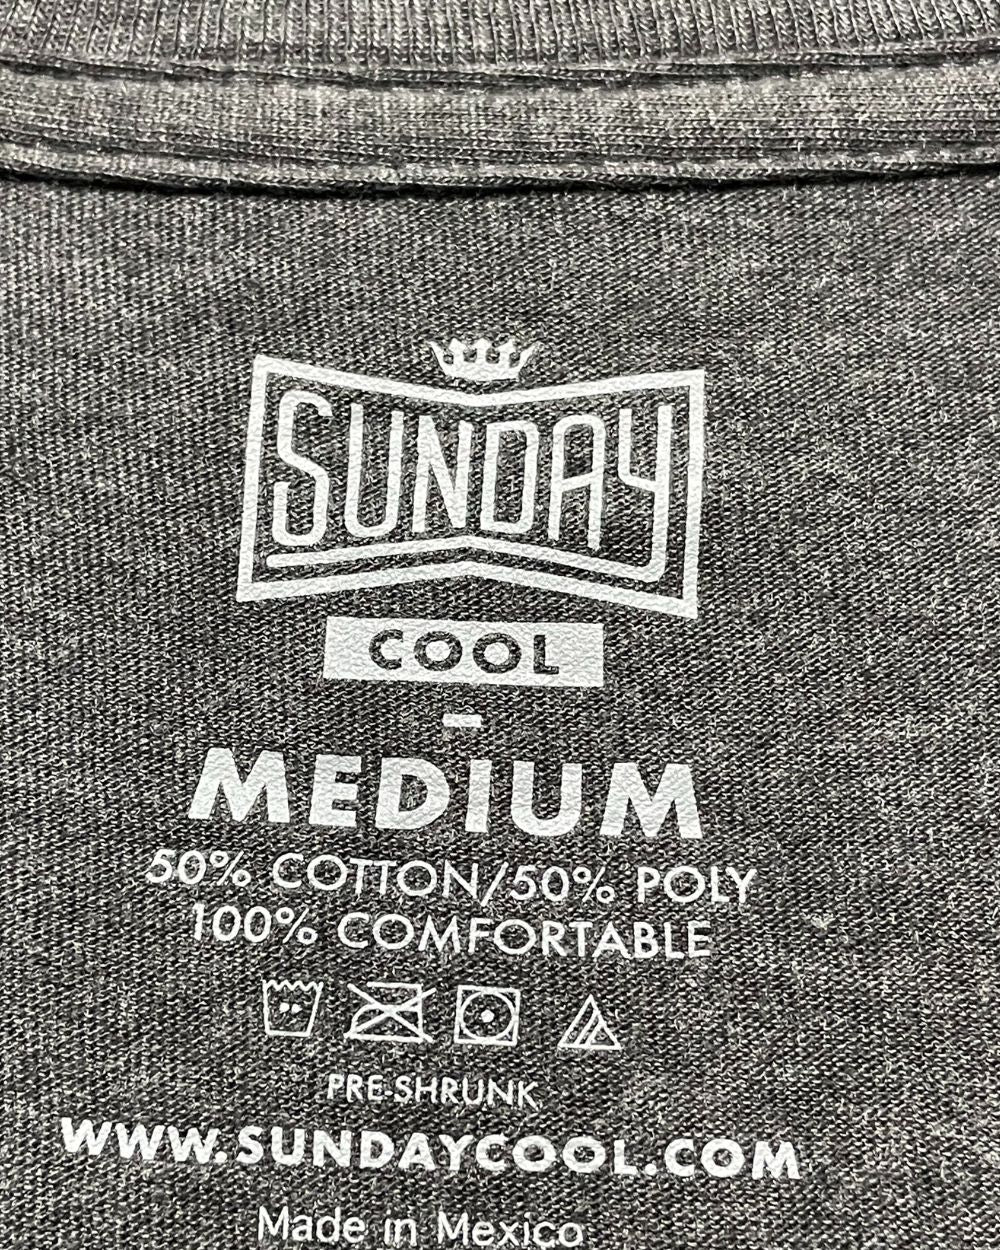 SUNDAY
COOL
MEDIUM
50% COTTON/50% POLY
100% COMFORTABLE
PRE-SHRUNK
WWW.SUNDAYCOOL.COM
Made in Mexico